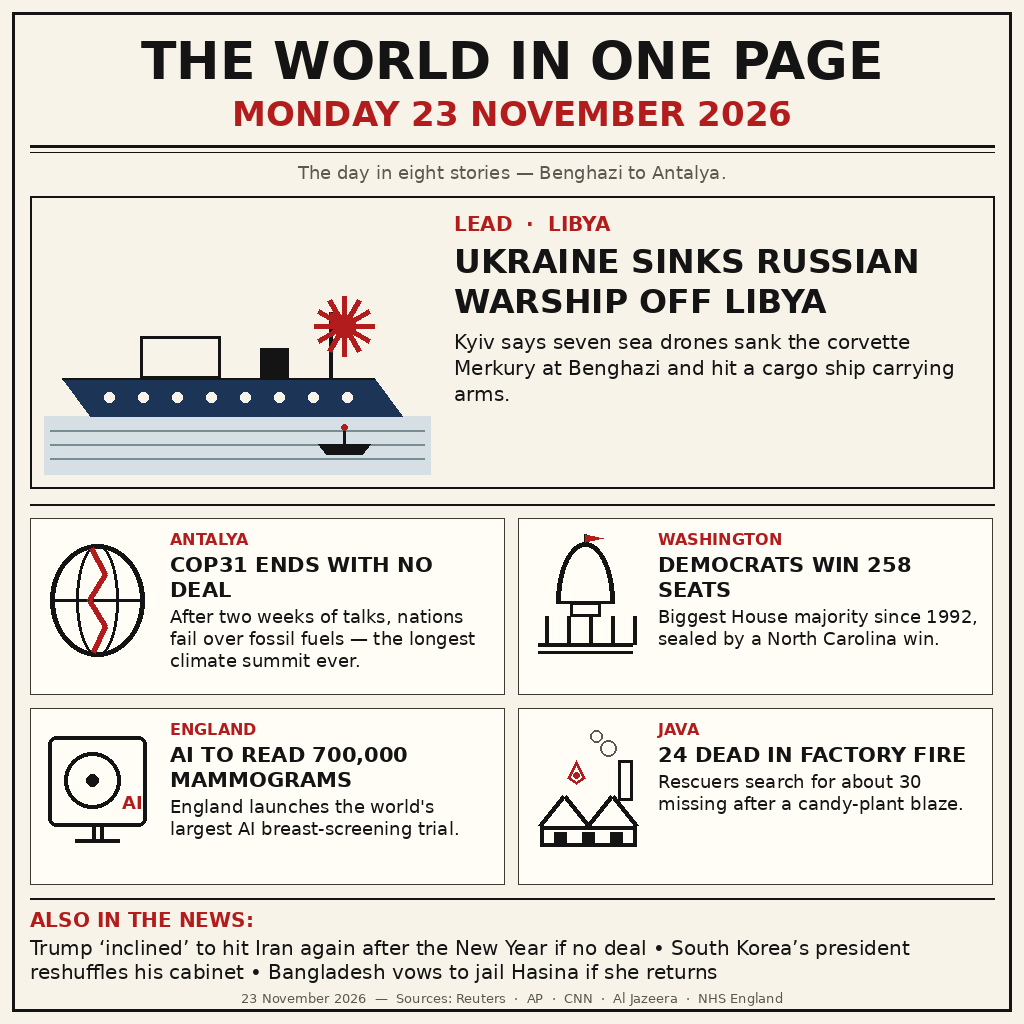 THE WORLD IN ONE PAGE
MONDAY 23 NOVEMBER 2026
The day in eight stories — Benghazi to Antalya.
LEAD · LIBYA
UKRAINE SINKS RUSSIAN
WARSHIP OFF LIBYA
Kyiv says seven sea drones sank the corvette
Merkury at Benghazi and hit a cargo ship carrying
arms.
ANTALYA
COP31 ENDS WITH NO
DEAL
After two weeks of talks, nations
fail over fossil fuels — the longest
climate summit ever.
WASHINGTON
DEMOCRATS WIN 258
SEATS
Biggest House majority since 1992,
sealed by a North Carolina win.
AI
ENGLAND
AI TO READ 700,000
MAMMOGRAMS
England launches the world's
largest AI breast-screening trial.
JAVA
24 DEAD IN FACTORY FIRE
Rescuers search for about 30
missing after a candy-plant blaze.
ALSO IN THE NEWS:
Trump ‘inclined’ to hit Iran again after the New Year if no deal • South Korea’s president
reshuffles his cabinet • Bangladesh vows to jail Hasina if she returns
23 November 2026 — Sources: Reuters · AP · CNN · Al Jazeera · NHS England